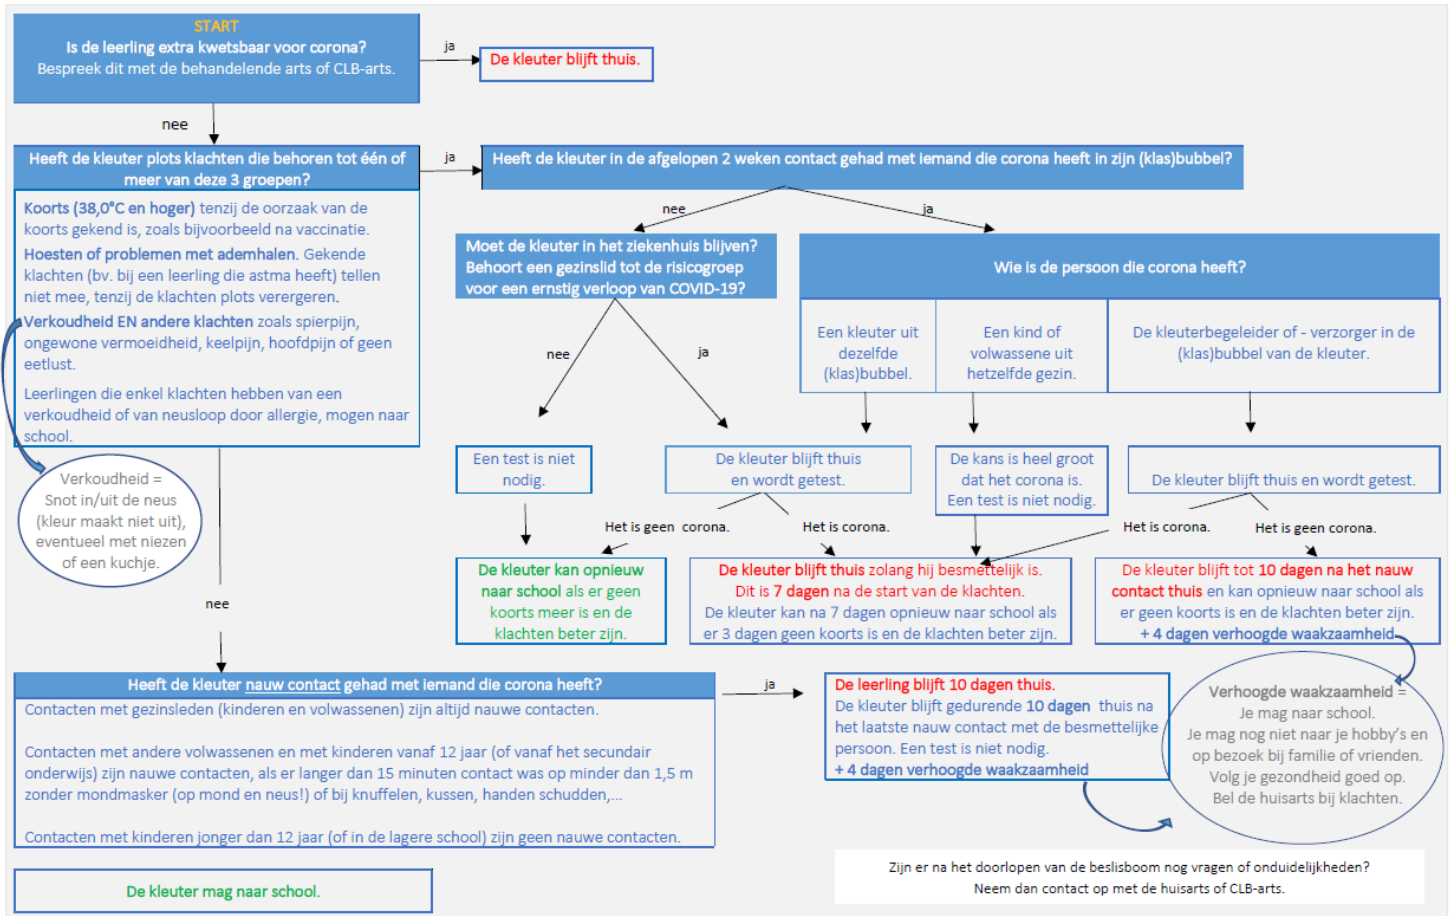 START
Is de leerling extra kwetsbaar voor corona?
Bespreek dit met de behandelende arts of CLB-arts.
ja
De kleuter blijft thuis.
nee
Heeft de kleuter plots klachten die behoren tot één of
meer van deze 3 groepen?
ja
Heeft de kleuter in de afgelopen 2 weken contact gehad met iemand die corona heeft in zijn (klas)bubbel?
Koorts (38,0°C en hoger) tenzij de oorzaak van de
koorts gekend is, zoals bijvoorbeeld na vaccinatie.
Hoesten of problemen met ademhalen. Gekende
klachten (bv. bij een leerling die astma heeft) tellen
niet mee, tenzij de klachten plots verergeren.
Verkoudheid EN andere klachten zoals spierpijn,
ongewone vermoeidheid, keelpijn, hoofdpijn of geen
eetlust.
Leerlingen die enkel klachten hebben van een
verkoudheid of van neusloop door allergie, mogen naar
school.
Verkoudheid =
Snot in/uit de neus
(kleur maakt niet uit),
eventueel met niezen
of een kuchje.
nee
ja
Moet de kleuter in het ziekenhuis blijven?
Behoort een gezinslid tot de risicogroep
voor een ernstig verloop van COVID-19?
Wie is de persoon die corona heeft?
nee
ja
Een kleuter uit
dezelfde
(klas)bubbel.
Een kind of
volwassene uit
hetzelfde gezin.
De kleuterbegeleider of - verzorger in de
(klas)bubbel van de kleuter.
Een test is niet
nodig.
De kleuter blijft thuis
en wordt getest.
De kans is heel groot
dat het corona is.
Een test is niet nodig.
De kleuter blijft thuis en wordt getest.
Het is geen corona.
Het is corona.
Het is corona.
Het is geen corona.
De kleuter kan opnieuw
naar school als er geen
koorts meer is en de
klachten beter zijn.
De kleuter blijft thuis zolang hij besmettelijk is.
Dit is 7 dagen na de start van de klachten.
De kleuter kan na 7 dagen opnieuw naar school als
er 3 dagen geen koorts is en de klachten beter zijn.
De kleuter blijft tot 10 dagen na het nauw
contact thuis en kan opnieuw naar school als
er geen koorts is en de klachten beter zijn.
+ 4 dagen verhoogde waakzaamheid
nee
Heeft de kleuter nauw contact gehad met iemand die corona heeft?
Contacten met gezinsleden (kinderen en volwassenen) zijn altijd nauwe contacten.
Contacten met andere volwassenen en met kinderen vanaf 12 jaar (of vanaf het secundair
onderwijs) zijn nauwe contacten, als er langer dan 15 minuten contact was op minder dan 1,5 m
zonder mondmasker (op mond en neus!) of bij knuffelen, kussen, handen schudden,...
Contacten met kinderen jonger dan 12 jaar (of in de lagere school) zijn geen nauwe contacten.
ja
De leerling blijft 10 dagen thuis.
De kleuter blijft gedurende 10 dagen thuis na
het laatste nauw contact met de besmettelijke
persoon. Een test is niet nodig.
+ 4 dagen verhoogde waakzaamheid
Verhoogde waakzaamheid =
Je mag naar school.
Je mag nog niet naar je hobby's en
op bezoek bij familie of vrienden.
Volg je gezondheid goed op.
Bel de huisarts bij klachten.
De kleuter mag naar school.
Zijn er na het doorlopen van de beslisboom nog vragen of onduidelijkheden?
Neem dan contact op met de huisarts of CLB-arts.